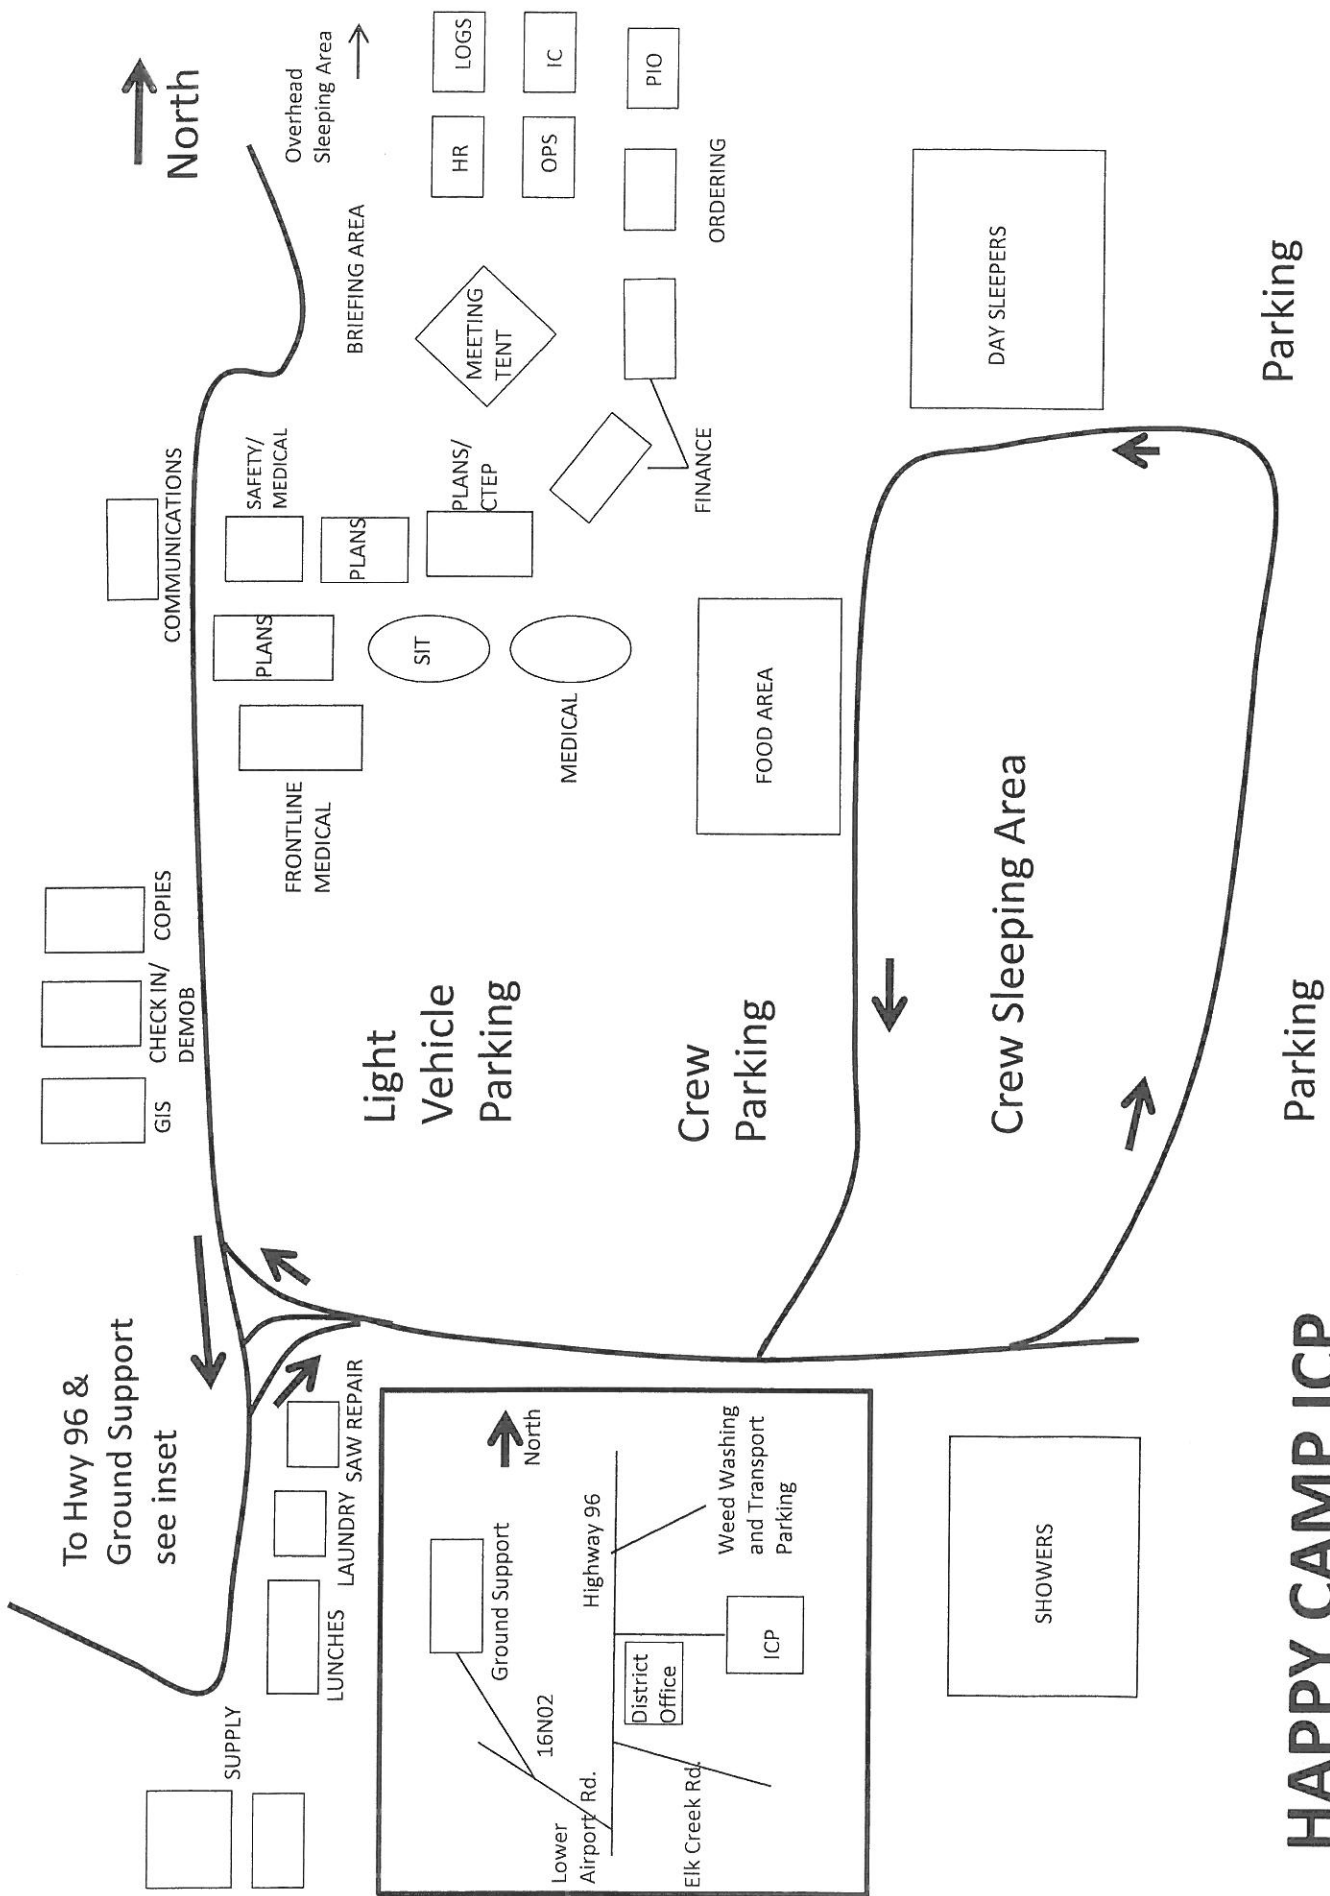 To Hwy 96 &
Ground Support
see inset
GIS
CHECK IN/
DEMOB
COPIES
COMMUNICATIONS
North
SUPPLY
LUNCHES
LAUNDRY
SAW REPAIR
FRONTLINE
MEDICAL
PLANS
SAFETY/
MEDICAL
PLANS
SIT
MEDICAL
PLANS/
CTEP
BRIEFING AREA
Overhead
Sleeping Area
MEETING
TENT
HR
LOGS
OPS
IC
FINANCE
ORDERING
PIO
Light
Vehicle
Parking
Crew
Parking
FOOD AREA
North
Ground Support
16N02
Lower
Airport Rd.
Highway 96
District
Office
Elk Creek Rd.
ICP
Weed Washing
and Transport
Parking
DAY SLEEPERS
Crew Sleeping Area
SHOWERS
Parking
Parking
HAPPY CAMP ICP